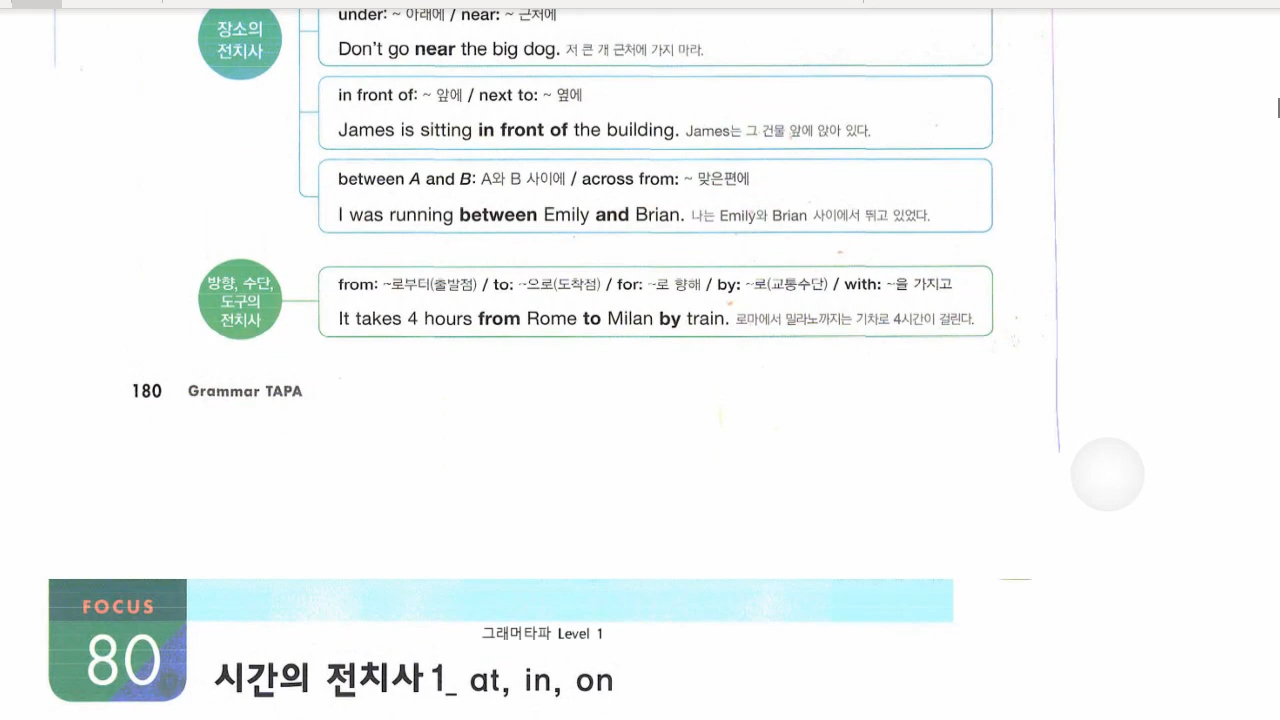 장소의
전치사
under: ~ 아래에 / near: ~ 근처에
Don't go near the big dog. 저 큰 개 근처에 가지 마라.
in front of: ~ 앞에 / next to: ~ 옆에
James is sitting in front of the building. James는 그 건물 앞에 앉아 있다.
between A and B: A와 B 사이에 / across from: ~ 맞은편에
I was running between Emily and Brian. 나는 Emily와 Brian 사이에서 뛰고 있었다.
방향, 수단,
도구의
전치사
from: ~로부터(출발점) / to: ~으로(도착점) / for: ~로 향해 / by: ~로(교통수단) / with: ~을 가지고
It takes 4 hours from Rome to Milan by train. 로마에서 밀라노까지는 기차로 4시간이 걸린다.
180 Grammar TAPA
FOCUS
80
그래머타파 Level 1
시간의 전치사 1_ at, in, on